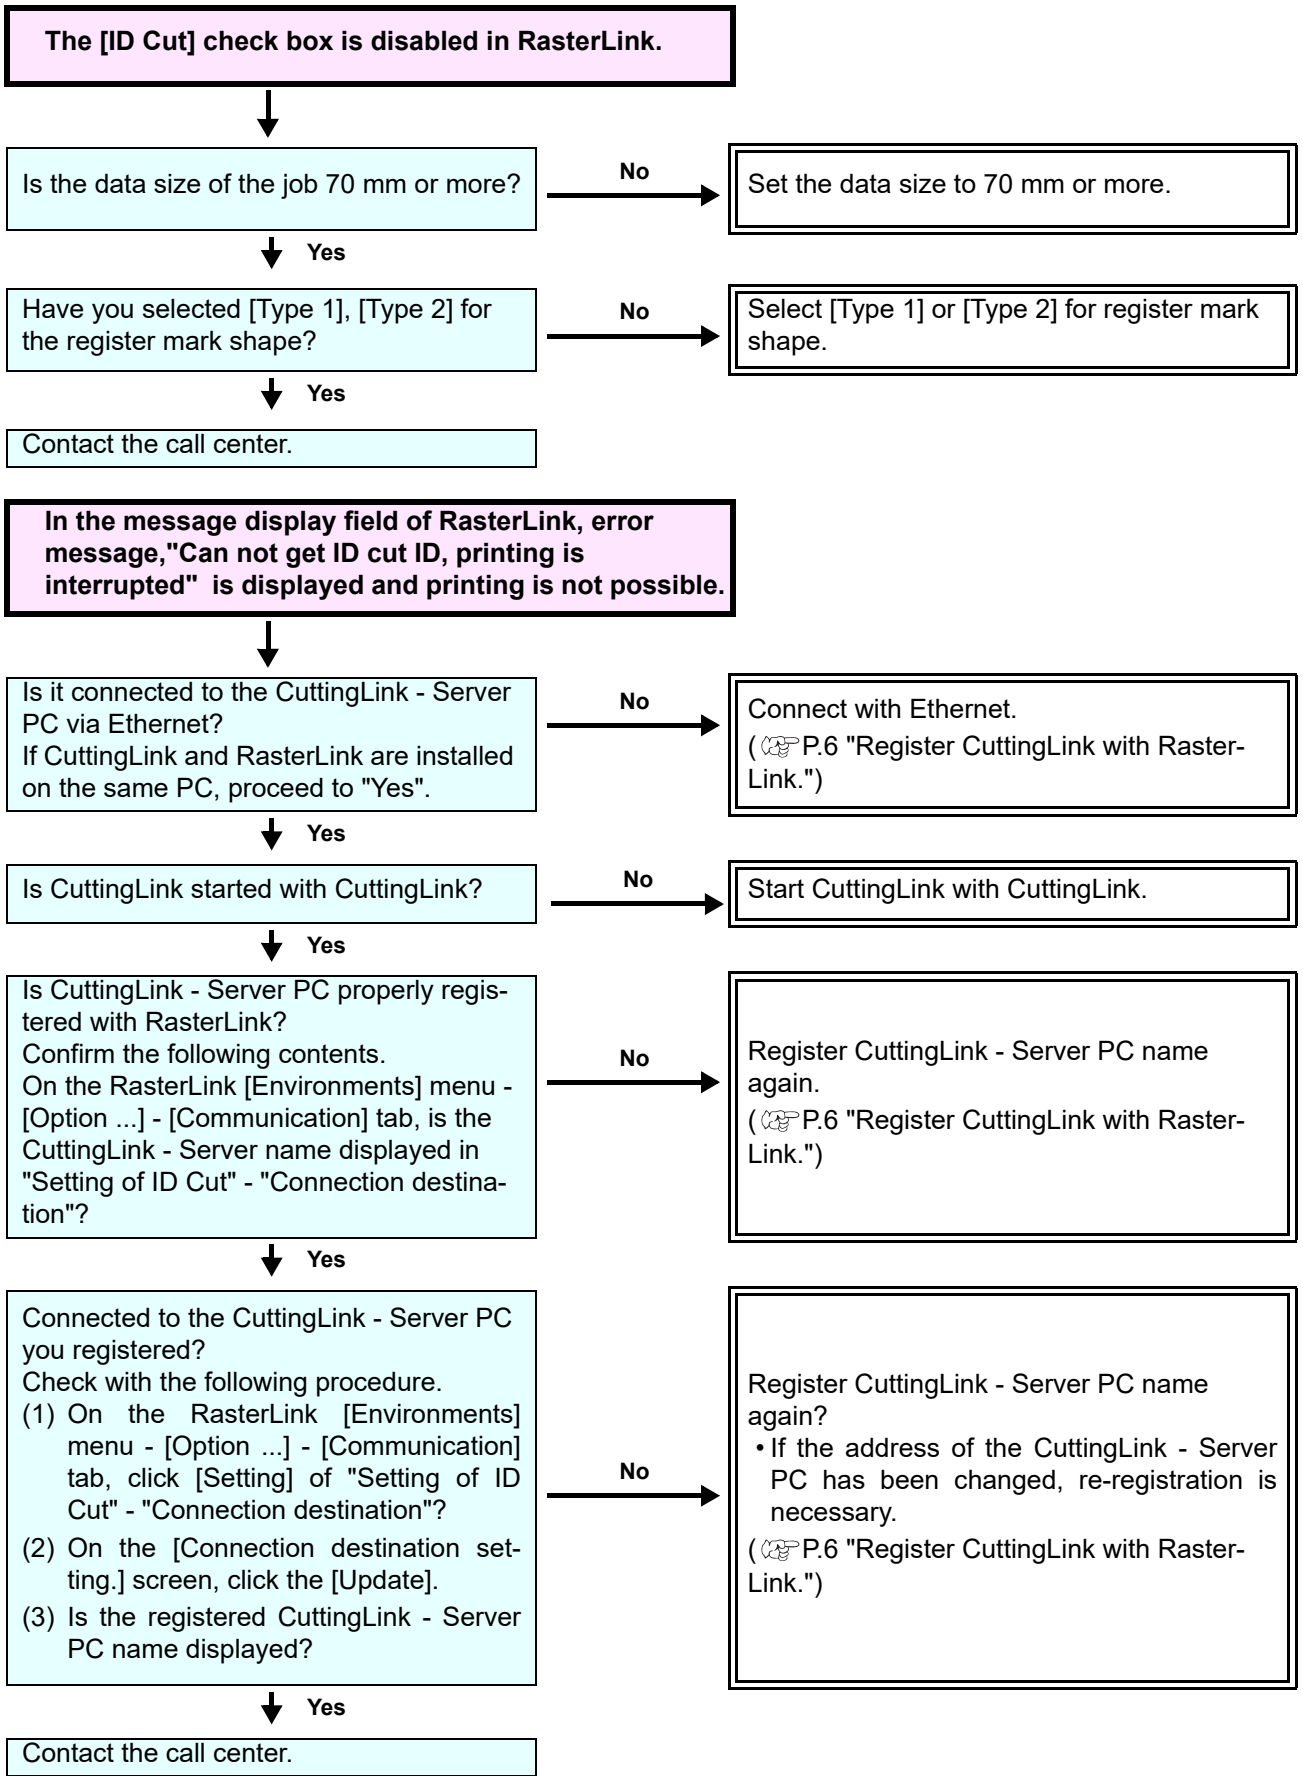 The [ID Cut] check box is disabled in RasterLink.
Is the data size of the job 70 mm or more?
No
Set the data size to 70 mm or more.
Yes
Have you selected [Type 1], [Type 2] for
the register mark shape?
No
Select [Type 1] or [Type 2] for register mark
shape.
Yes
Contact the call center.
In the message display field of RasterLink, error
message,"Can not get ID cut ID, printing is
interrupted" is displayed and printing is not possible.
Is it connected to the CuttingLink - Server
PC via Ethernet?
If CuttingLink and RasterLink are installed
on the same PC, proceed to "Yes".
No
Connect with Ethernet.
(☞P.6 "Register CuttingLink with Raster-
Link.")
Yes
Is CuttingLink started with CuttingLink?
No
Start CuttingLink with CuttingLink.
Yes
Is CuttingLink - Server PC properly regis-
tered with RasterLink?
Confirm the following contents.
On the RasterLink [Environments] menu -
[Option ...] - [Communication] tab, is the
CuttingLink - Server name displayed in
"Setting of ID Cut" - "Connection destina-
tion"?
No
Register CuttingLink - Server PC name
again.
(☞P.6 "Register CuttingLink with Raster-
Link.")
Yes
Connected to the CuttingLink - Server PC
you registered?
Check with the following procedure.
(1) On the RasterLink [Environments]
menu - [Option ...] - [Communication]
tab, click [Setting] of "Setting of ID
Cut" - "Connection destination"?
(2) On the [Connection destination set-
ting.] screen, click the [Update].
(3) Is the registered CuttingLink - Server
PC name displayed?
No
Register CuttingLink - Server PC name
again?
• If the address of the CuttingLink - Server
PC has been changed, re-registration is
necessary.
(☞P.6 "Register CuttingLink with Raster-
Link.")
Yes
Contact the call center.